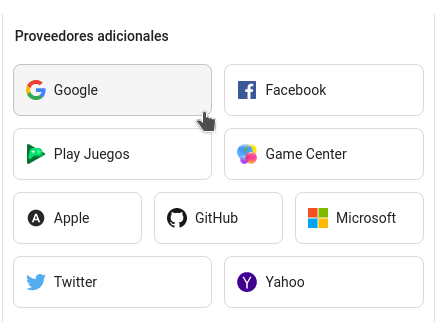 Proveedores adicionales
Google
Facebook
Play Juegos
Game Center
Apple
GitHub
Microsoft
Twitter
Yahoo